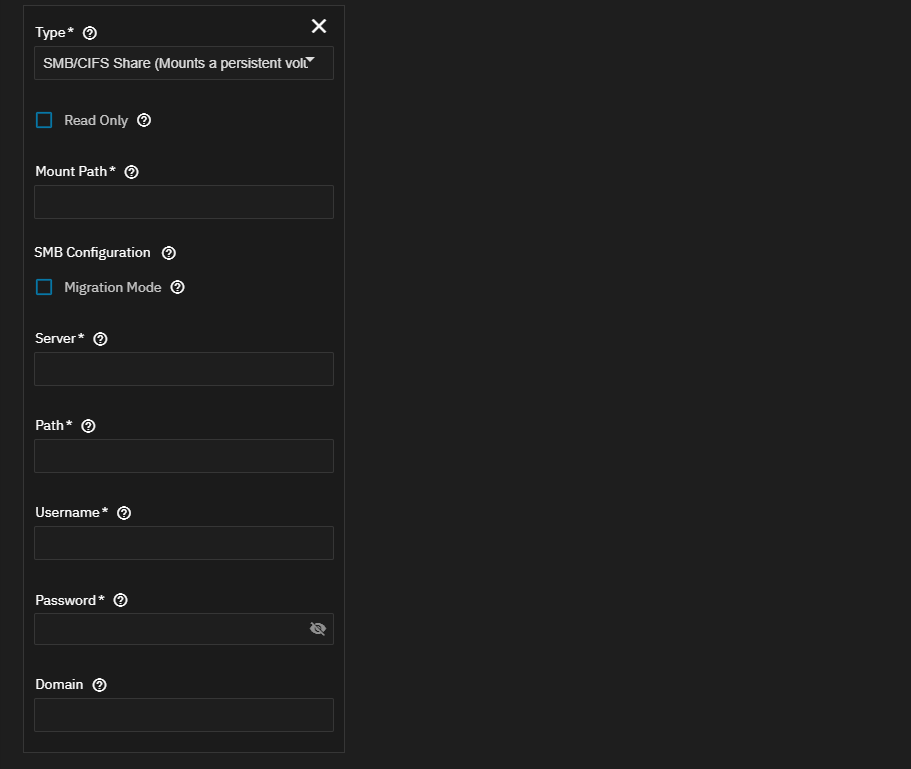 Type*
SMB/CIFS Share (Mounts a persistent volu
Read Only
Mount Path*
SMB Configuration
Migration Mode
Server*
Path*
Username*
Password*
Domain